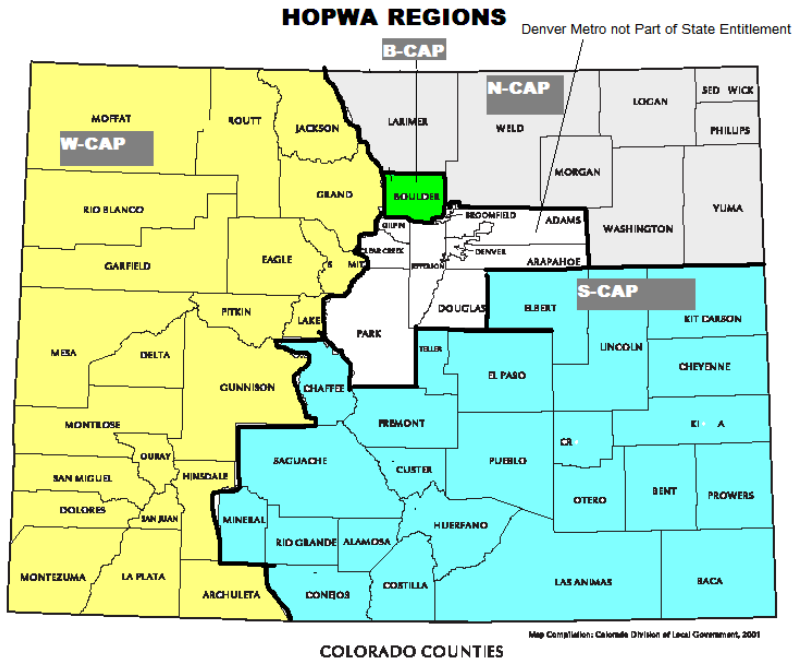 HOPWA REGIONS
Denver Metro not Part of State Entitlement
B-CAP
N-CAP
SED WICK
LOGAN
MOFFAT
ROUTT
JACKSON
LARIMER
WELD
PHILLIPS
W-CAP
MORGAN
GRAND
BOULDER
RIO BLANCO
YUMA
BROOMFIELD
ADAMS
GILPIN
WASHINGTON
CLEAR CREEK
DENVER
EAGLE
S MIT
GARFIELD
ARAPAHOE
S-CAP
PITKIN
LAKE
DOUGLAS
ELBERT
KIT CARSON
PARK
TELLER
LINCOLN
MESA
DELTA
CHEYENNE
GUNNISON
CHAFFEE
EL PASO
MONTROSE
FREMONT
KI A
CR
OURAY
SAGUACHE
PUEBLO
CUSTER
HINSDALE
SAN MIGUEL
BENT
PROWERS
OTERO
DOLORES
SAN JUAN
MINERAL
HUERFANO
RIO GRANDE
ALAMOSA
MONTEZUMA
LA PLATA
LAS ANIMAS
BACA
COSTILLA
ARCHULETA
CONEJOS
Map Compilation: Colorado Division of Local Government, 2001
COLORADO COUNTIES